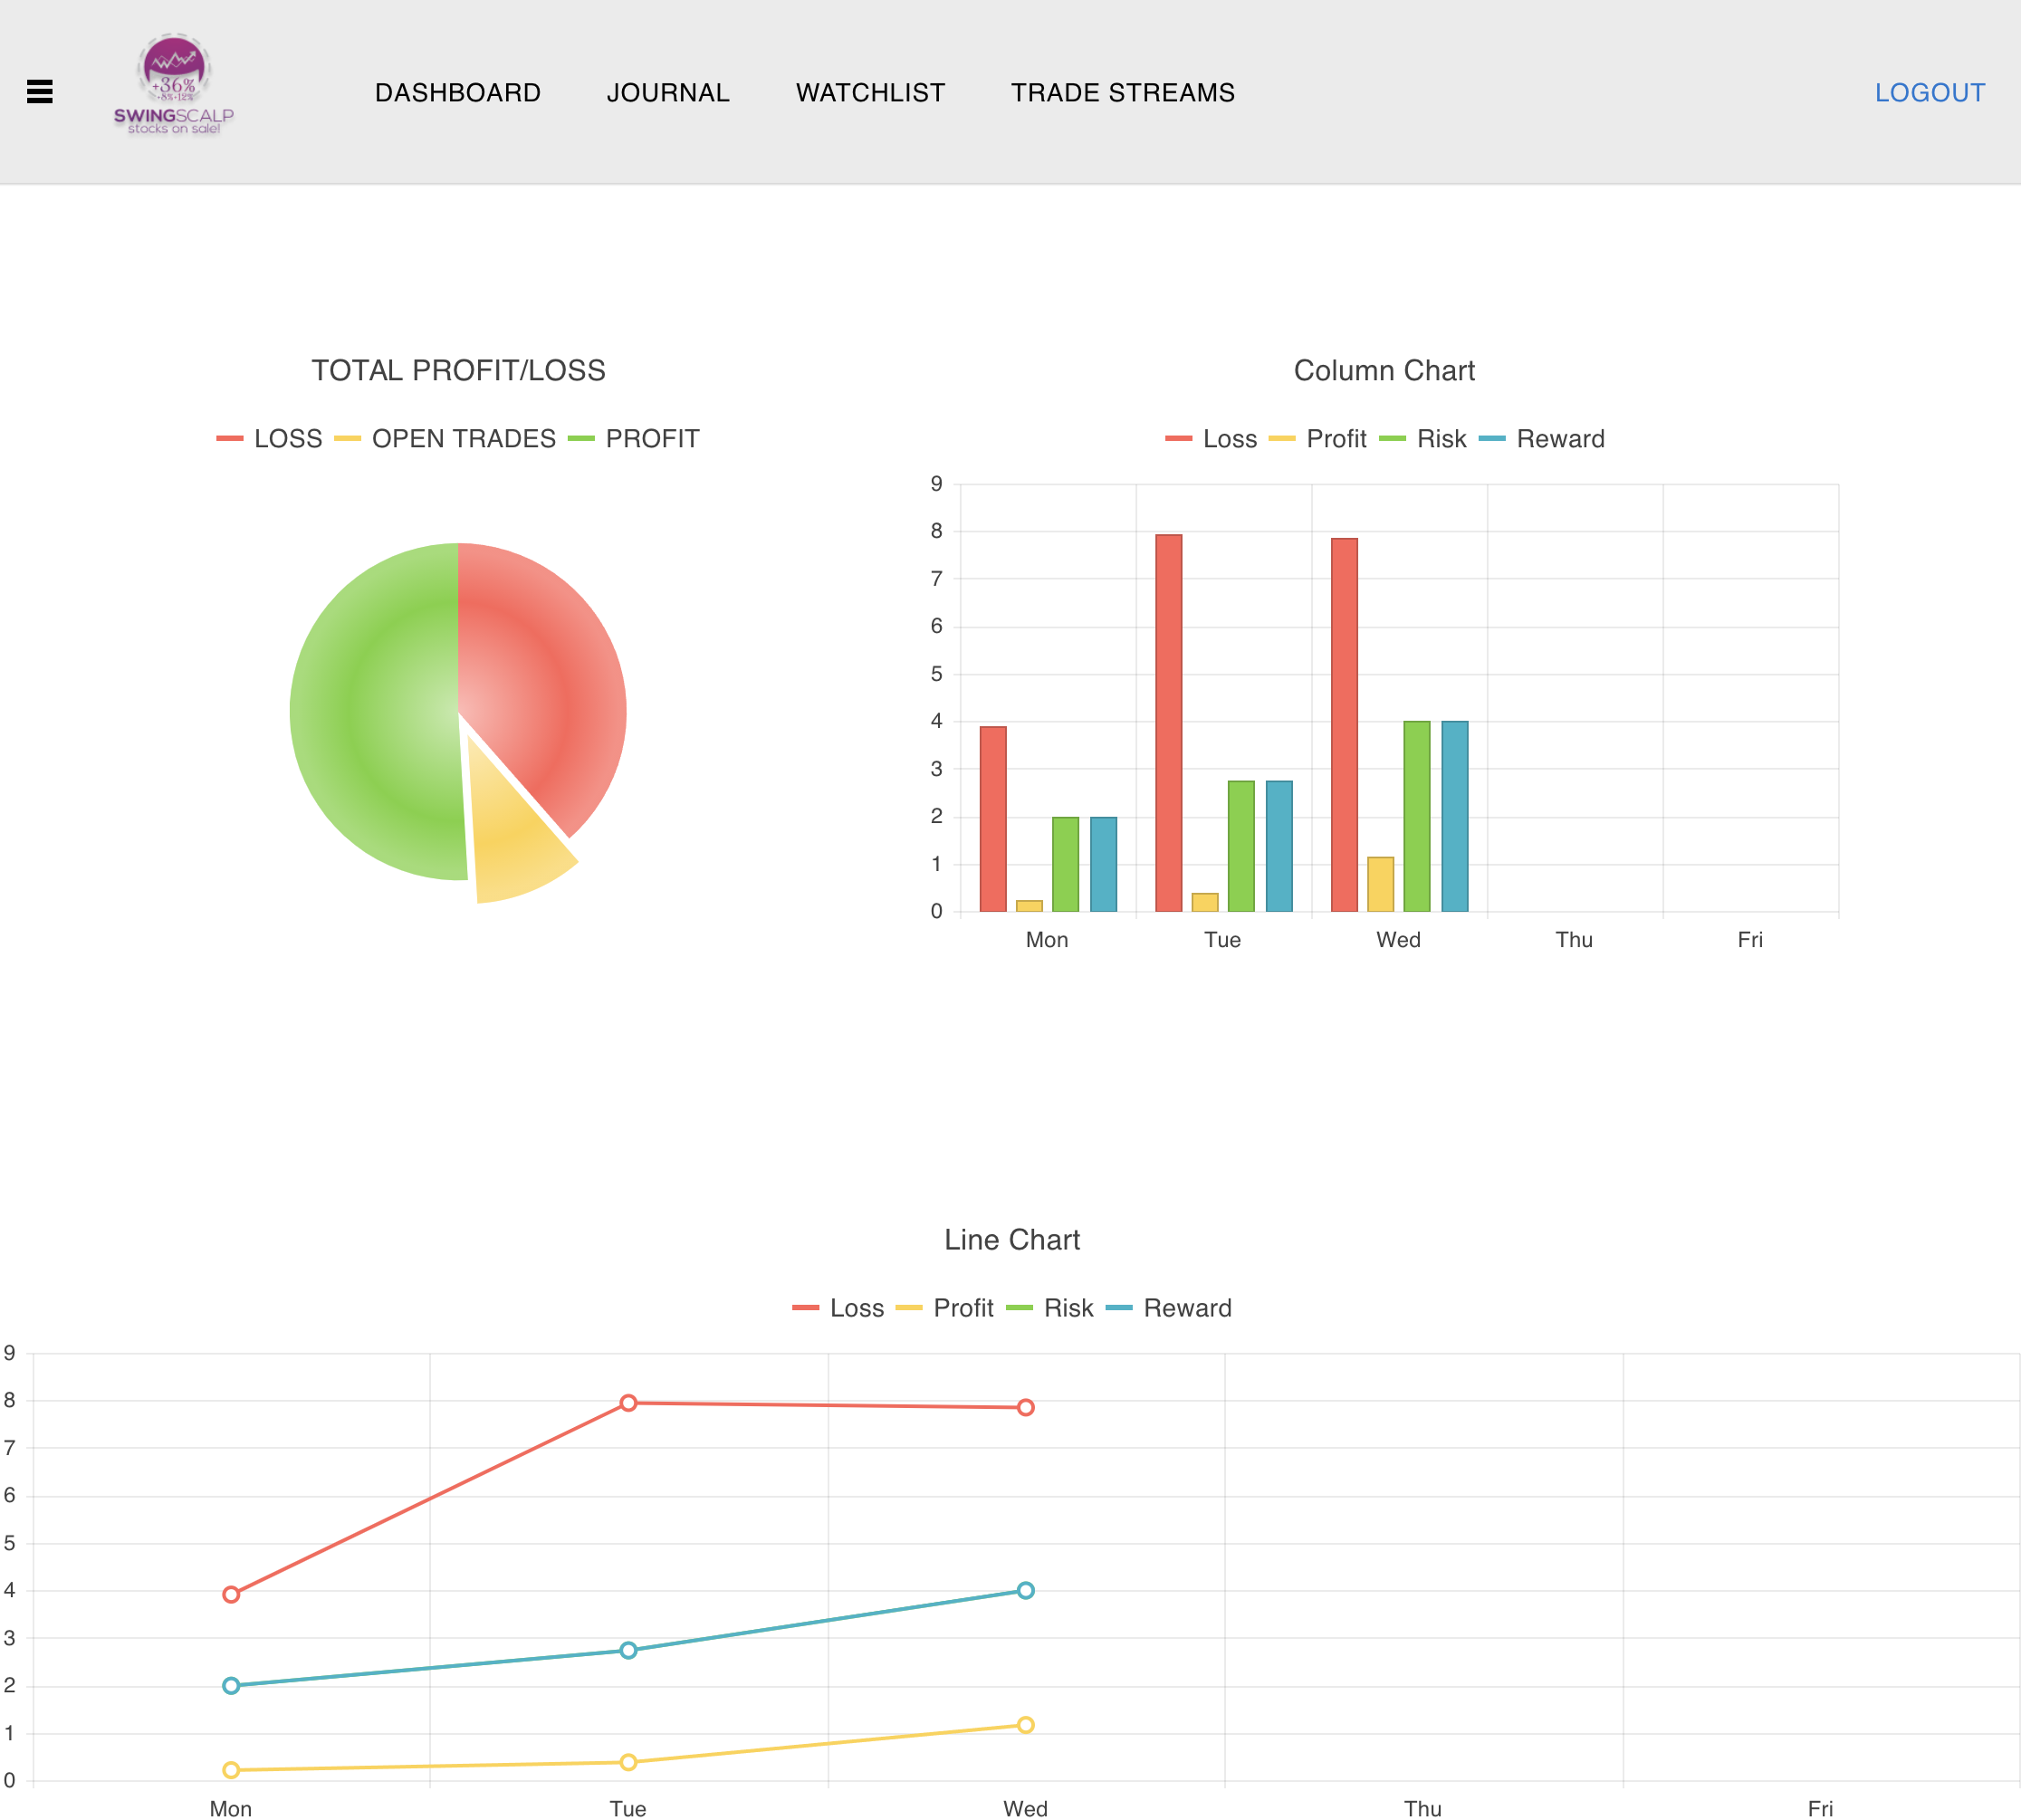 +36%
+8%+12%
SWINGSCALP
stocks on sale!
DASHBOARD JOURNAL WATCHLIST TRADE STREAMS LOGOUT
TOTAL PROFIT/LOSS
LOSS OPEN TRADES PROFIT
Column Chart
Loss Profit Risk Reward
9
8
7
6
5
4
3
2
1
0
Mon Tue Wed Thu Fri
Line Chart
Loss Profit Risk Reward
9
8
7
6
5
4
3
2
1
0
Mon Tue Wed Thu Fri